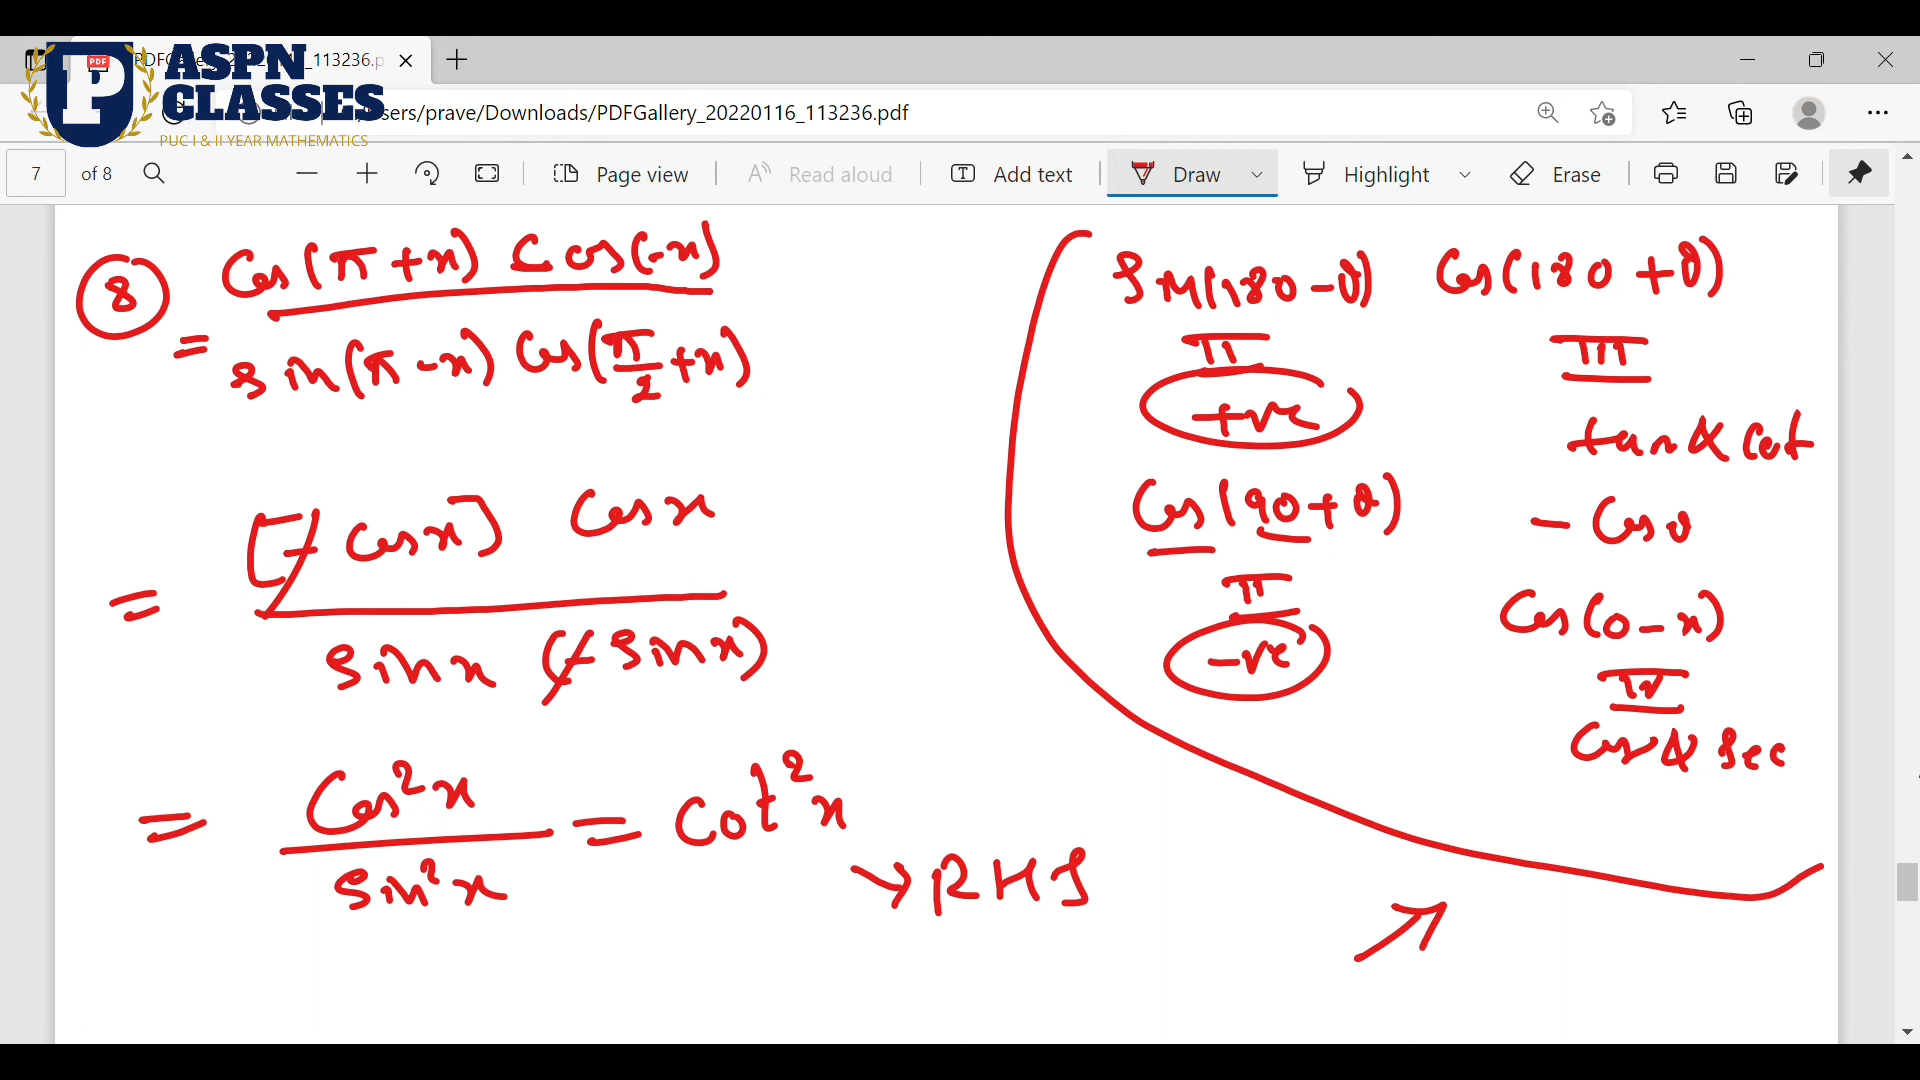 ASPN
CLASSES
PUC I & II YEAR MATHEMATICS
_113236.p
sers/prave/Downloads/PDFGallery_20220116_113236.pdf
7 of 8 Page view Read aloud Add text Draw Highlight Erase
8
= Cos(π+x) Cos(-x) / sin(π-x) Cos(π/2+x)
= [-Cosx] Cosx / sinx (-sinx)
= Cos²x / sin²x = Cot²x
→ RHS
Sin(180-θ)
II
+ve
Cos(90+θ)
II
-ve
Cos(180+θ)
III
tan & Cot
- Cosθ
Cos(0-x)
IV
Cos & Sec